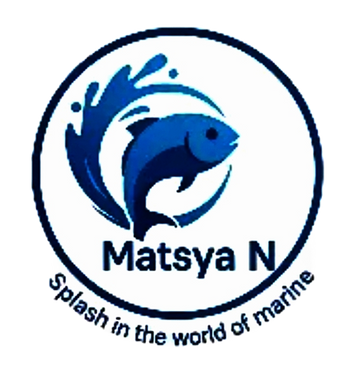 Matsya N
Splash in the world of marine